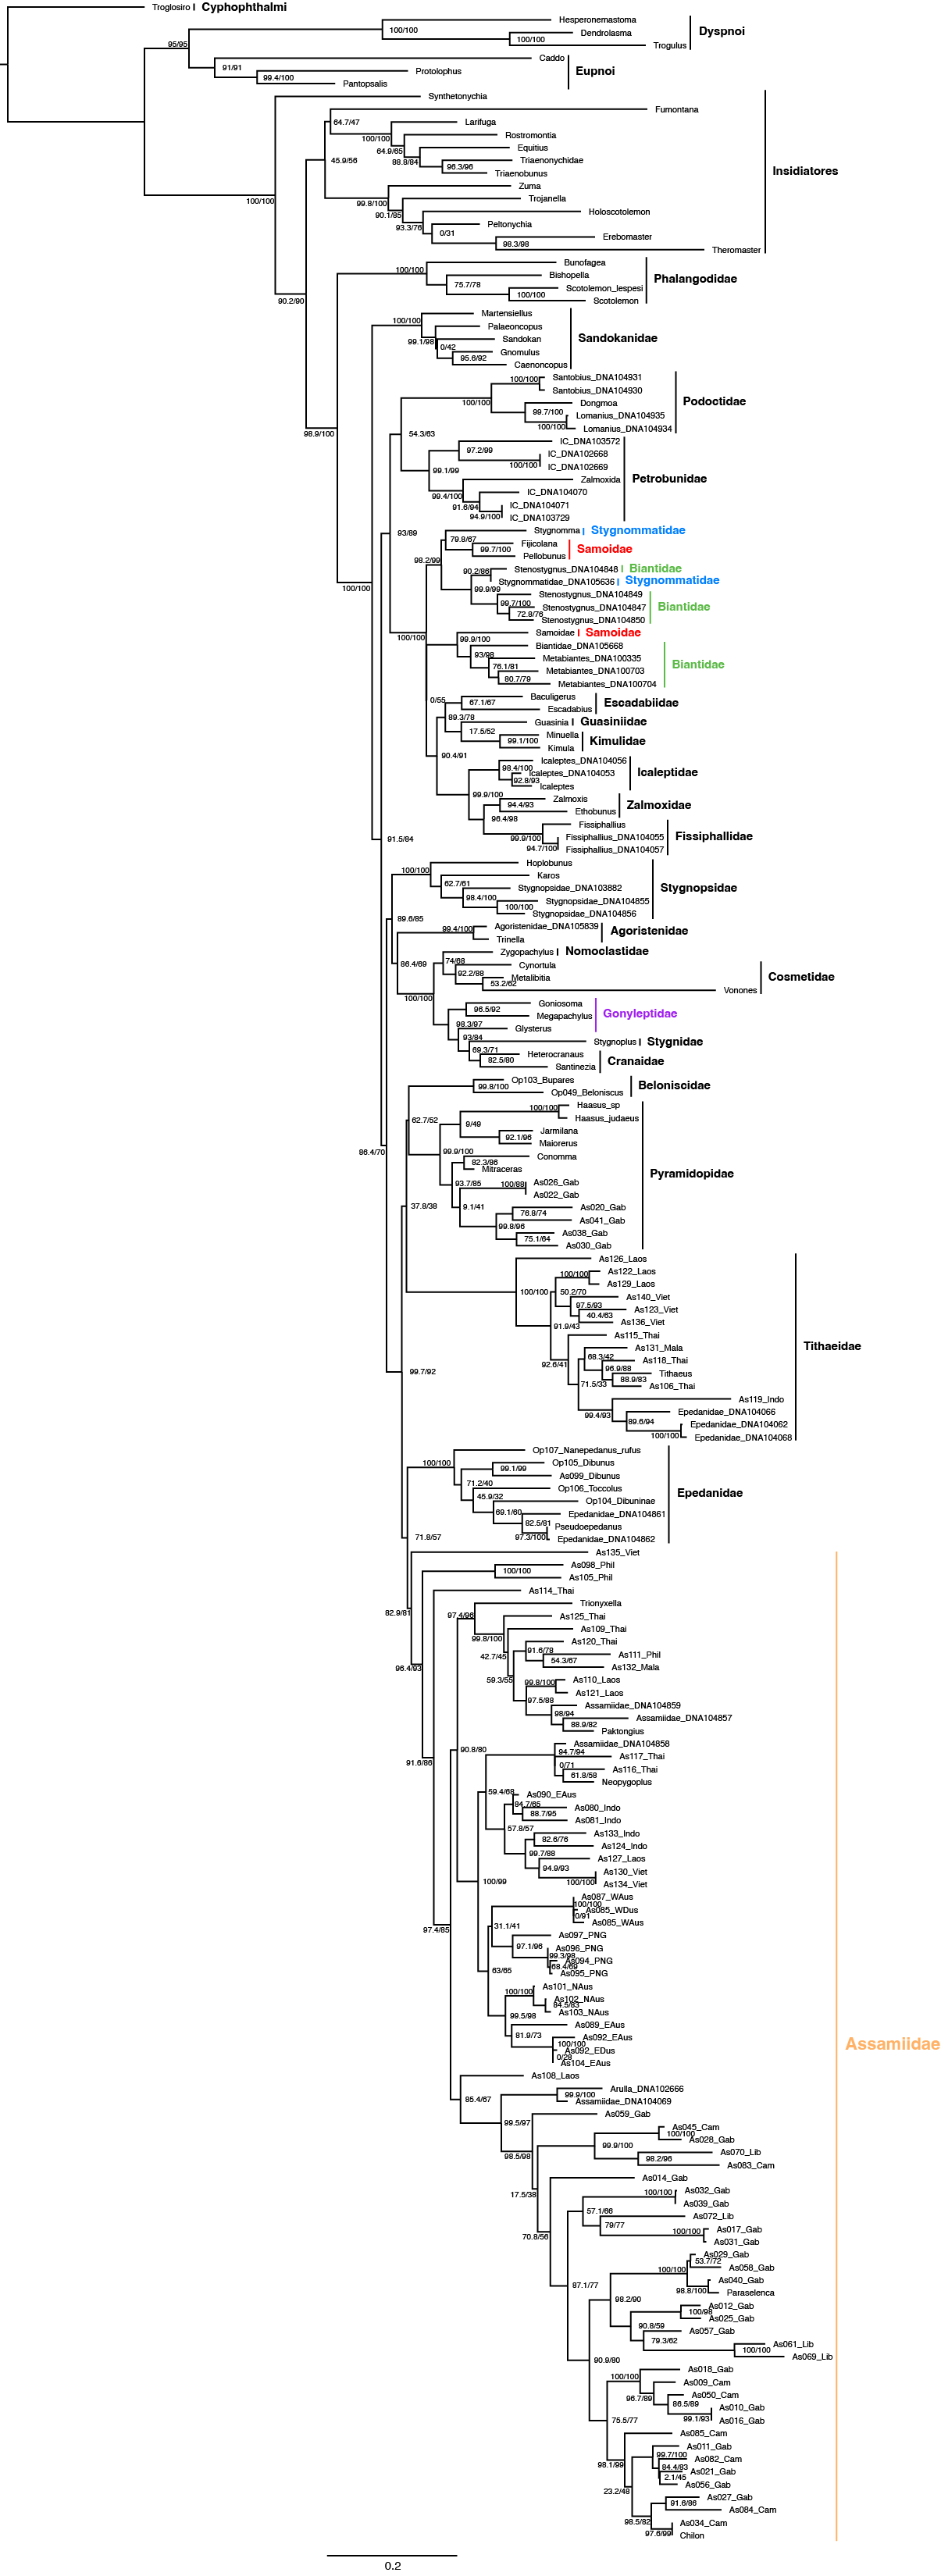 Troglosiro Cyphophthalmi
Hesperonemastoma
100/100
Dendrolasma
Dyspnoi
100/100
Trogulus
95/95
Caddo
91/91
Protolophus
Eupnoi
99.4/100
Pantopsalis
Synthetonychia
Fumontana
64.7/47
Larifuga
Rostromontia
100/100
Equitius
64.9/65
Triaenonychidae
88.8/84
96.3/96
45.9/56
Triaenobunus
Insidiatores
Zuma
Trojanella
99.8/100
Holoscotolemon
90.1/85
Peltonychia
93.3/76
0/31
Erebomaster
98.3/98
Theromaster
100/100
Bunofagea
100/100
Bishopella
Phalangodidae
75.7/78
Scotolemon_lespesi
100/100
Scotolemon
90.2/90
Martensiellus
100/100
Palaeoncopus
Sandokan
Sandokanidae
99.1/98
0/42
Gnomulus
95.6/92
Caenoncopus
Santobius_DNA104931
100/100
Santobius_DNA104930
Dongmoa
Podoctidae
100/100
99.7/100
Lomanius_DNA104935
100/100
Lomanius_DNA104934
98.9/100
54.3/63
IC_DNA103572
97.2/99
IC_DNA102668
100/100
IC_DNA102669
99.1/99
Zalmoxida
Petrobunidae
99.4/100
IC_DNA104070
91.6/94
IC_DNA104071
94.9/100
IC_DNA103729
93/89
Stygnomma Stygnommatidae
79.8/67
Fijicolana
99.7/100
Samoidae
Pellobunus
98.2/99
Stenostygnus_DNA104848 Biantidae
90.2/86
Stygnommatidae_DNA105636 Stygnommatidae
100/100
99.9/99
Stenostygnus_DNA104849
99.7/100
Stenostygnus_DNA104847 Biantidae
72.8/76
Stenostygnus_DNA104850
Samoidae Samoidae
100/100
99.9/100
Biantidae_DNA105668
93/98
Metabiantes_DNA100335
Biantidae
76.1/81
Metabiantes_DNA100703
80.7/79
Metabiantes_DNA100704
Baculigerus
0/55
67.1/67
Escadabiidae
Escadabius
89.3/78
Guasinia Guasiniidae
17.5/52
Minuella
99.1/100
Kimulidae
Kimula
90.4/91
Icaleptes_DNA104056
98.4/100
Icaleptes_DNA104053 Icaleptidae
92.8/93
Icaleptes
99.9/100
Zalmoxis
94.4/93
Zalmoxidae
Ethobunus
96.4/98
Fissiphallius
99.9/100
Fissiphallius_DNA104055 Fissiphallidae
94.7/100
Fissiphallius_DNA104057
91.5/84
Hoplobunus
100/100
Karos
62.7/61
Stygnopsidae_DNA103882 Stygnopsidae
98.4/100
Stygnopsidae_DNA104855
100/100
Stygnopsidae_DNA104856
89.6/85
Agoristenidae_DNA105839
99.4/100
Agoristenidae
Trinella
Zygopachylus Nomoclastidae
86.4/69
74/68
Cynortula
92.2/88
Metalibitia
Cosmetidae
53.2/62
Vonones
100/100
Goniosoma
96.5/92
Megapachylus Gonyleptidae
98.3/97
Glysterus
93/84
Stygnoplus Stygnidae
69.3/71
Heterocranaus
82.5/80
Cranaidae
Santinezia
Op103_Bupares
99.8/100
Beloniscidae
Op049_Beloniscus
Haasus_sp
100/100
62.7/52
Haasus_judaeus
9/49
Jarmilana
92.1/96
Maiorerus
86.4/70
99.9/100
Conomma
82.3/86
Mitraceras
Pyramidopidae
93.7/85
100/88
As026_Gab
As022_Gab
37.8/38
9.1/41
As020_Gab
76.8/74
As041_Gab
99.8/96
As038_Gab
75.1/64
As030_Gab
As126_Laos
As122_Laos
100/100
As129_Laos
100/100
50.2/70
As140_Viet
97.5/93
As123_Viet
40.4/63
As136_Viet
91.9/43
As115_Thai
As131_Mala
Tithaeidae
68.3/42
As118_Thai
92.6/41
96.9/88
Tithaeus
99.7/92
88.9/83
71.5/33
As106_Thai
As119_Indo
Epedanidae_DNA104066
99.4/93
89.6/94
Epedanidae_DNA104062
100/100
Epedanidae_DNA104068
Op107_Nanepedanus_rufus
100/100
Op105_Dibunus
99.1/99
As099_Dibunus
71.2/40
Op106_Toccolus
Epedanidae
45.9/32
Op104_Dibuninae
69.1/60
Epedanidae_DNA104861
82.5/81
Pseudoepedanus
71.8/57
97.3/100
Epedanidae_DNA104862
As135_Viet
As098_Phil
100/100
As105_Phil
As114_Thai
Trionyxella
82.9/81
97.4/96
As125_Thai
As109_Thai
99.8/100
As120_Thai
91.6/78
As111_Phil
42.7/45
54.3/67
As132_Mala
96.4/93
59.3/55
As110_Laos
99.8/100
As121_Laos
97.5/88
Assamiidae_DNA104859
98/94
Assamiidae_DNA104857
88.9/82
Paktongius
Assamiidae_DNA104858
90.8/80
94.7/94
As117_Thai
91.6/86
0/71
As116_Thai
61.8/58
Neopygoplus
59.4/68
As090_EAus
84.7/65
As080_Indo
88.7/95
As081_Indo
57.8/57
As133_Indo
82.6/76
As124_Indo
99.7/88
As127_Laos
94.9/93
As130_Viet
100/99
100/100
As134_Viet
As087_WAus
100/100
As085_WDus
0/91
As085_WAus
97.4/85
31.1/41
As097_PNG
97.1/96
As096_PNG
99.3/98
As094_PNG
68.4/69
63/65
As095_PNG
As101_NAus
100/100
As102_NAus
84.5/83
As103_NAus
99.5/98
As089_EAus
81.9/73
As092_EAus
100/100
Assamiidae
As092_EDus
0/28
As104_EAus
As108_Laos
85.4/67
Arulla_DNA102666
99.9/100
Assamiidae_DNA104069
99.5/97
As059_Gab
As045_Cam
100/100
As028_Gab
99.9/100
As070_Lib
98.5/98
98.2/96
As083_Cam
As014_Gab
As032_Gab
17.5/38
100/100
As039_Gab
57.1/66
As072_Lib
79/77
As017_Gab
100/100
70.8/56
As031_Gab
As029_Gab
53.7/72
As058_Gab
100/100
As040_Gab
87.1/77
98.8/100
Paraselenca
98.2/90
As012_Gab
100/98
As025_Gab
90.8/59
As057_Gab
79.3/62
As061_Lib
100/100
As069_Lib
90.9/80
As018_Gab
100/100
As009_Cam
96.7/89
As050_Cam
86.5/89
As010_Gab
99.1/93
As016_Gab
75.5/77
As085_Cam
As011_Gab
99.7/100
As082_Cam
98.1/99
84.4/83
As021_Gab
2.1/45
As056_Gab
23.2/48
As027_Gab
91.6/86
As084_Cam
98.5/82
As034_Cam
97.6/99
Chilon
0.2